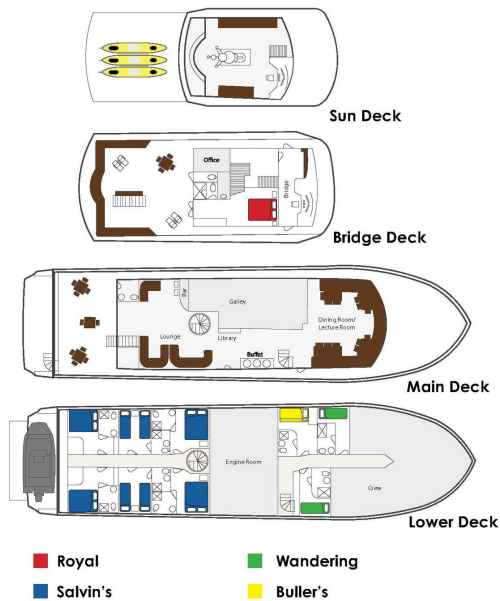 Sun Deck
Office
Bridge
Bridge Deck
Bar
Galley
Dining Room/
Lecture Room
Lounge
Library
Buffet
Main Deck
Engine Room
Crew
Lower Deck
Royal
Wandering
Salvin's
Buller's